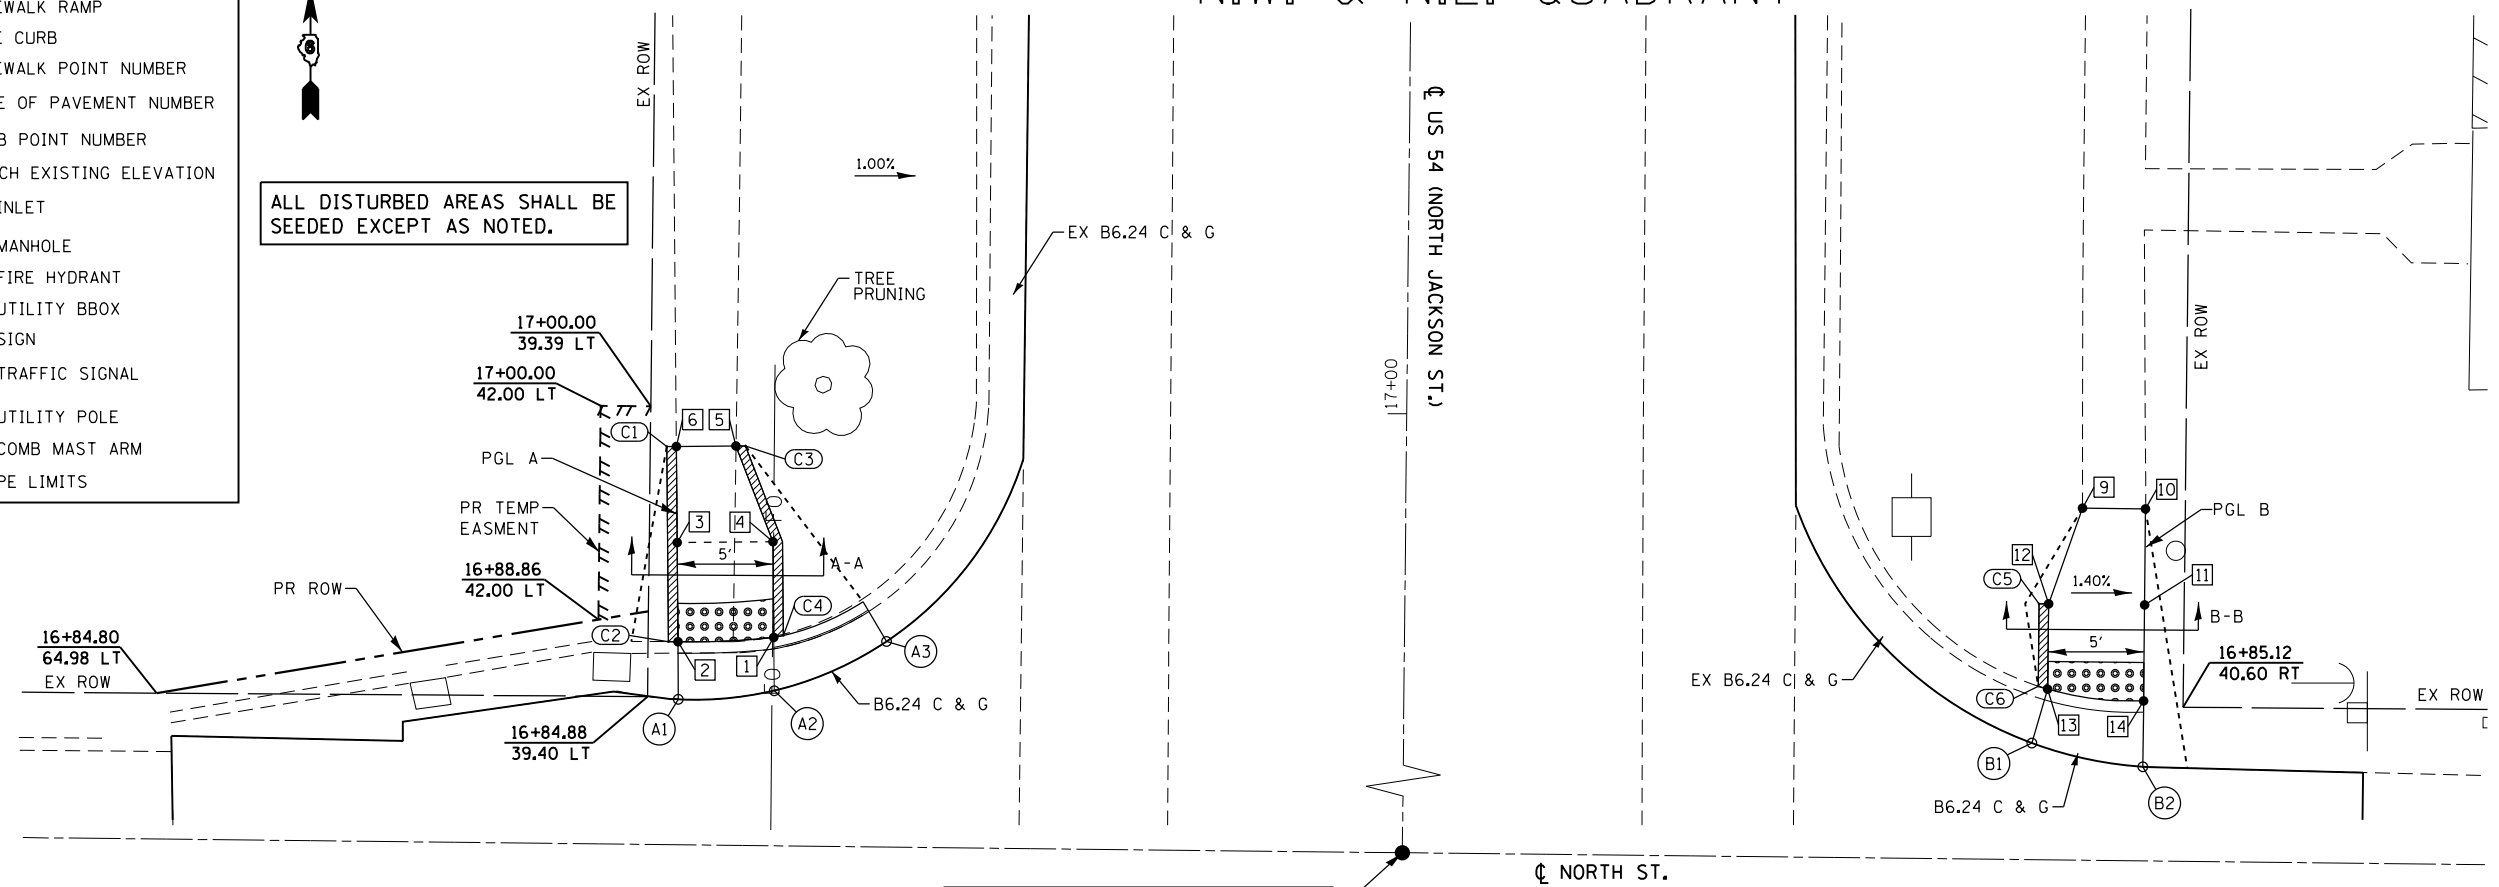 EWALK RAMP
E CURB
EWALK POINT NUMBER
E OF PAVEMENT NUMBER
B POINT NUMBER
CH EXISTING ELEVATION
INLET
MANHOLE
FIRE HYDRANT
UTILITY BBOX
SIGN
TRAFFIC SIGNAL
UTILITY POLE
COMB MAST ARM
PE LIMITS
ALL DISTURBED AREAS SHALL BE
SEEDED EXCEPT AS NOTED.
EX ROW
1.00%
EX B6.24 C & G
TREE
PRUNING
17+00.00
39.39 LT
17+00.00
42.00 LT
C1
6
5
C3
PGL A
PR TEMP
EASMENT
3
4
5'
A-A
16+88.86
42.00 LT
PR ROW
C4
C2
16+84.80
64.98 LT
EX ROW
2
1
A3
A1
A2
B6.24 C & G
16+84.88
39.40 LT
℄ US 54 (NORTH JACKSON ST.)
17+00
EX ROW
9
10
PGL B
12
C5
11
1.40%
B-B
5'
16+85.12
40.60 RT
EX B6.24 C & G
C6
13
14
EX ROW
B1
B2
B6.24 C & G
℄ NORTH ST.